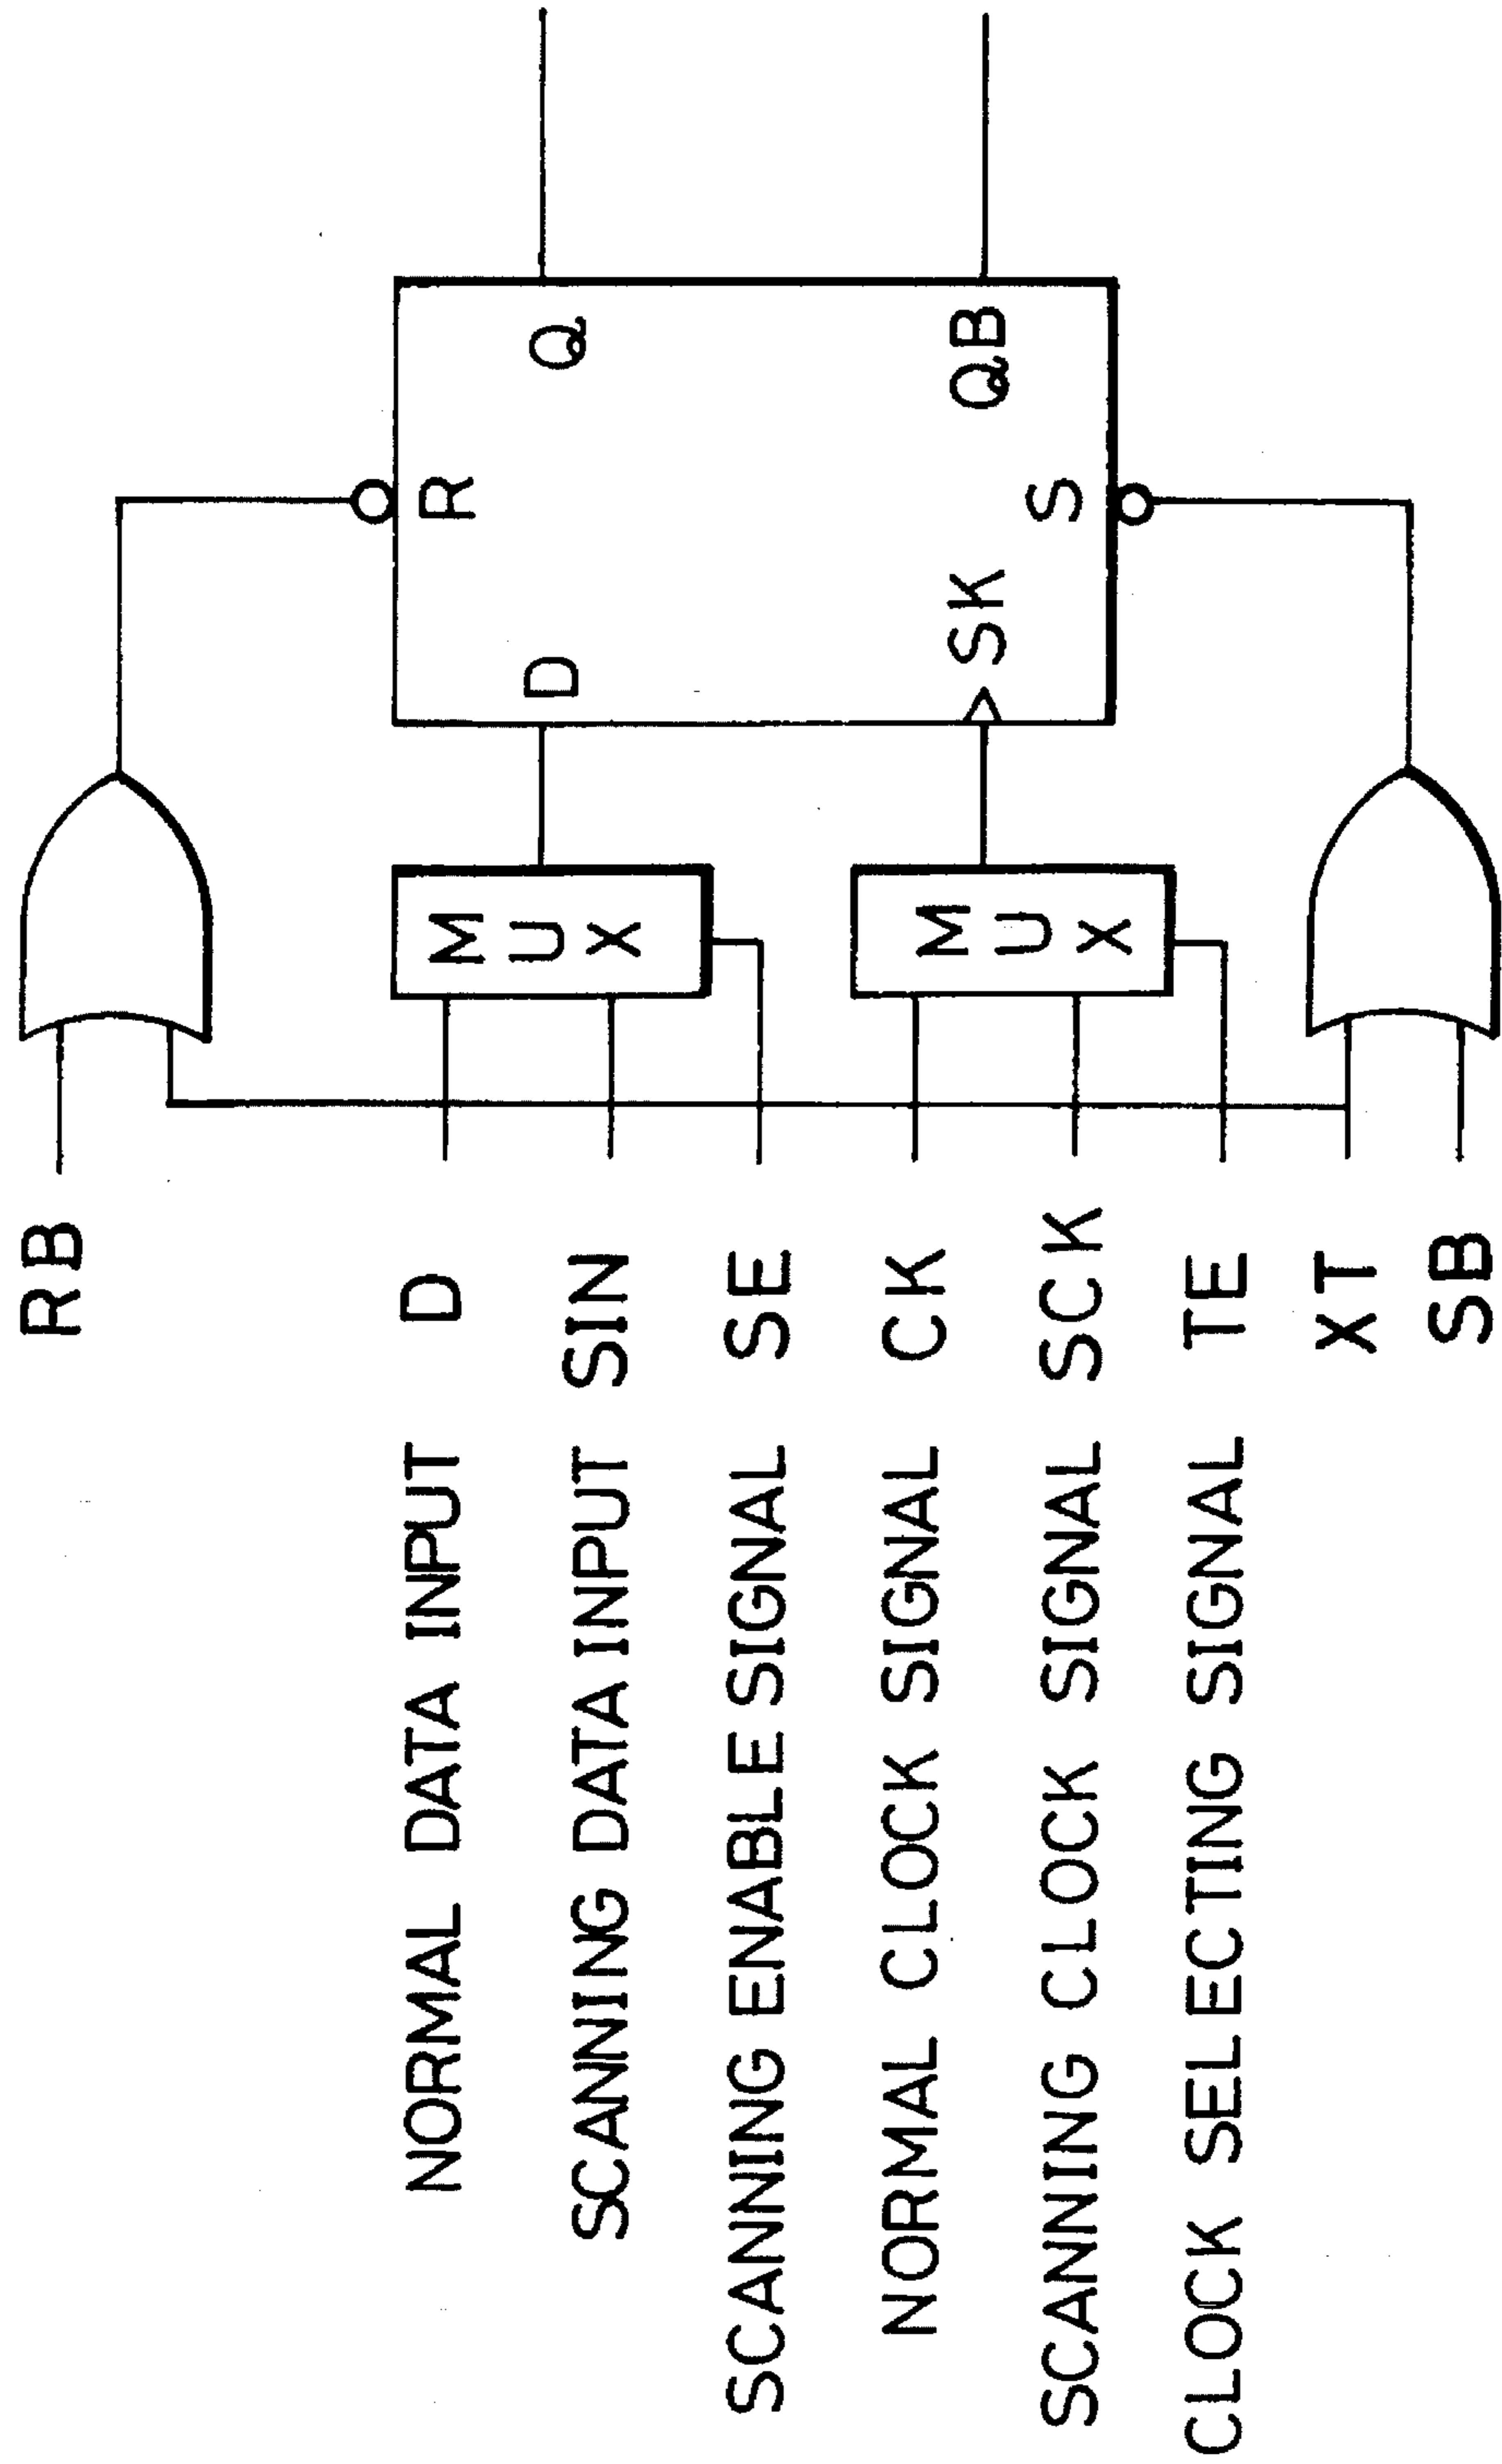 RB
NORMAL DATA INPUT D
SCANNING DATA INPUT SIN
SCANNING ENABLE SIGNAL SE
NORMAL CLOCK SIGNAL CK
SCANNING CLOCK SIGNAL SCK
CLOCK SELECTING SIGNAL TE
XT
SB
MUX
MUX
D
SK
R
S
Q
QB